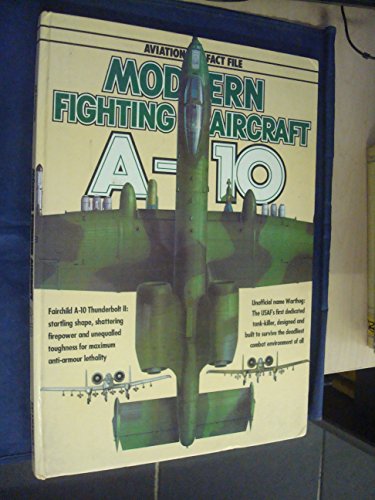 AVIATION FACT FILE
MODERN
FIGHTING AIRCRAFT
A-10
Fairchild A-10 Thunderbolt II:
startling shape, shattering
firepower and unequalled
toughness for maximum
anti-armour lethality
Unofficial name Warthog:
The USAF's first dedicated
tank-killer, designed and
built to survive the deadliest
combat environment of all